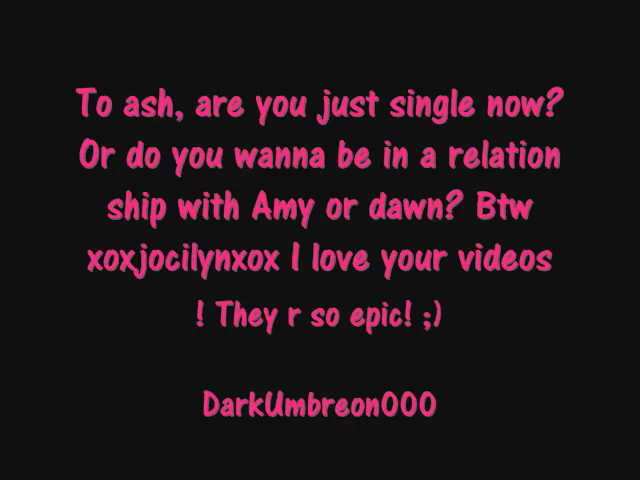 To ash, are you just single now?
Or do you wanna be in a relation
ship with Amy or dawn? Btw
xoxjocilynxox I love your videos
! They r so epic! ;)
DarkUmbreon000